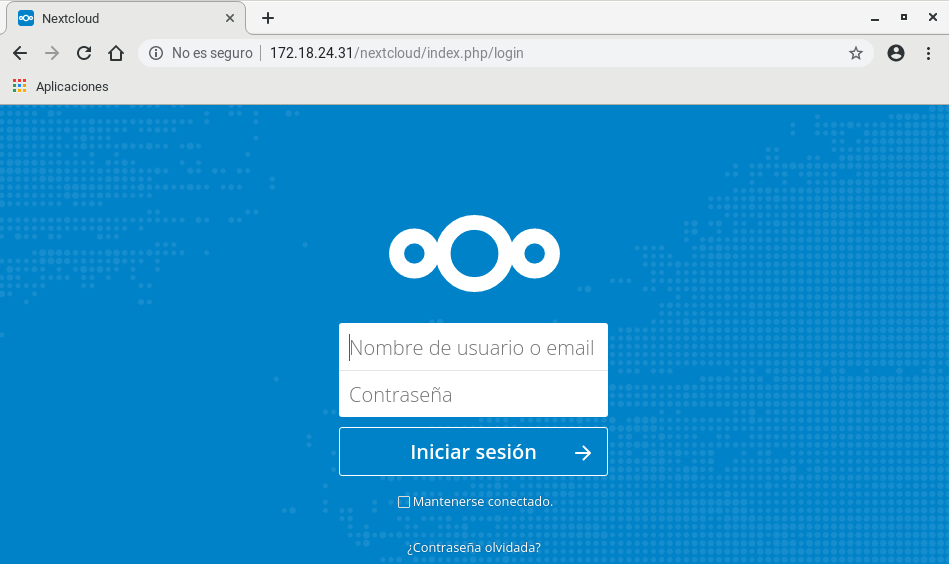 Nextcloud
No es seguro | 172.18.24.31/nextcloud/index.php/login
Aplicaciones
Nombre de usuario o email
Contraseña
Iniciar sesión
Mantenerse conectado.
¿Contraseña olvidada?